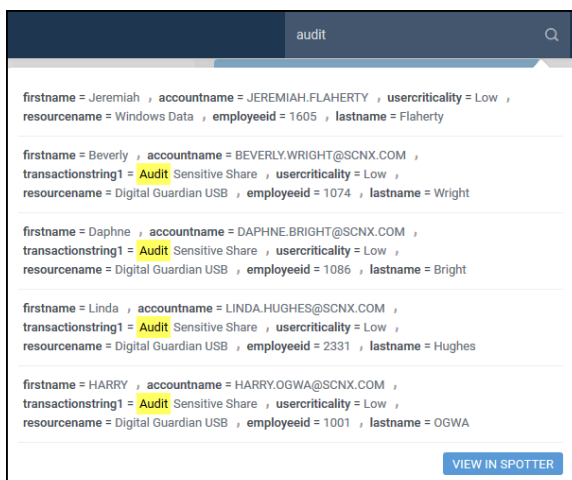 audit
firstname = Jeremiah , accountname = JEREMIAH.FLAHERTY , usercriticality = Low ,
resourcename = Windows Data , employeeid = 1605 , lastname = Flaherty
firstname = Beverly , accountname = BEVERLY.WRIGHT@SCNX.COM ,
transactionstring1 = Audit Sensitive Share , usercriticality = Low ,
resourcename = Digital Guardian USB , employeeid = 1074 , lastname = Wright
firstname = Daphne , accountname = DAPHNE.BRIGHT@SCNX.COM ,
transactionstring1 = Audit Sensitive Share , usercriticality = Low ,
resourcename = Digital Guardian USB , employeeid = 1086 , lastname = Bright
firstname = Linda , accountname = LINDA.HUGHES@SCNX.COM ,
transactionstring1 = Audit Sensitive Share , usercriticality = Low ,
resourcename = Digital Guardian USB , employeeid = 2331 , lastname = Hughes
firstname = HARRY , accountname = HARRY.OGWA@SCNX.COM ,
transactionstring1 = Audit Sensitive Share , usercriticality = Low ,
resourcename = Digital Guardian USB , employeeid = 1001 , lastname = OGWA
VIEW IN SPOTTER